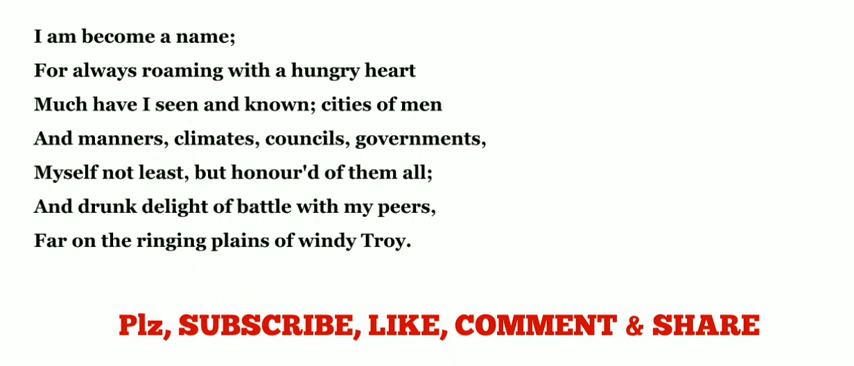 I am become a name;
For always roaming with a hungry heart
Much have I seen and known; cities of men
And manners, climates, councils, governments,
Myself not least, but honour'd of them all;
And drunk delight of battle with my peers,
Far on the ringing plains of windy Troy.
Plz, SUBSCRIBE, LIKE, COMMENT & SHARE